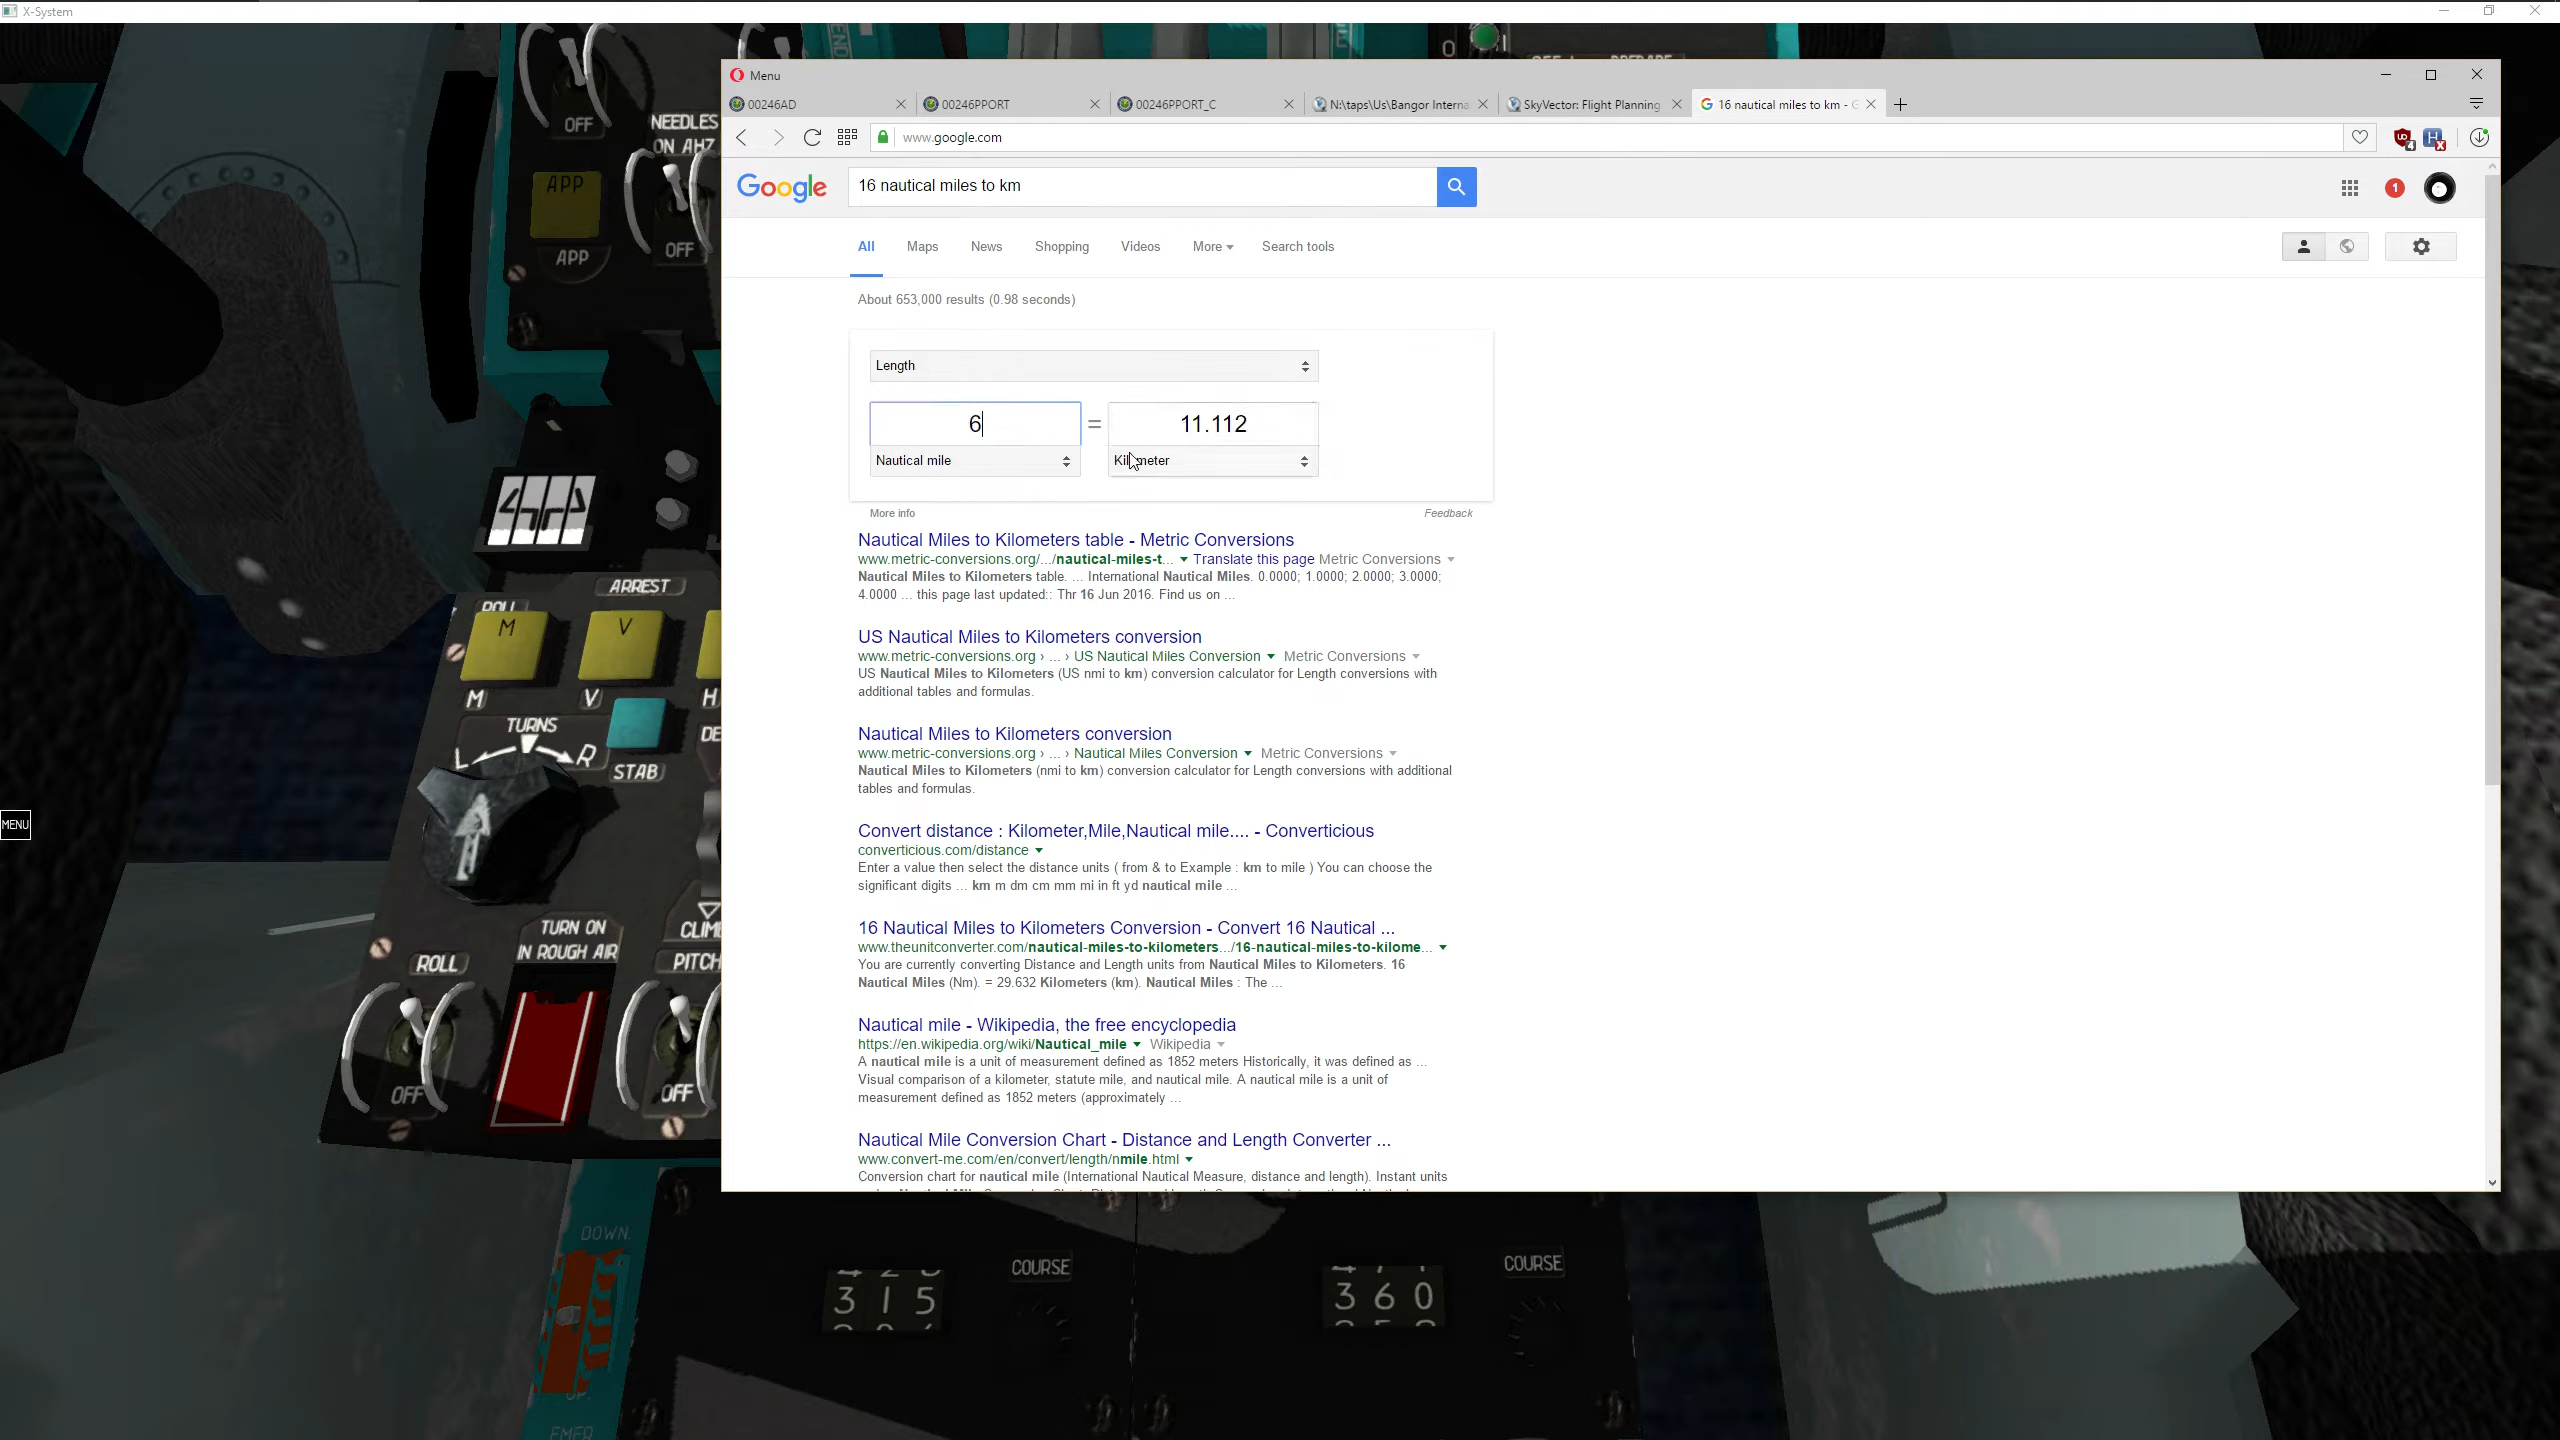 X-System
Menu
00246AD
00246PPORT
00246PPORT_C
N:\taps\Us\Bangor Interna
SkyVector: Flight Planning
16 nautical miles to km -
www.google.com
Google
16 nautical miles to km
1
All Maps News Shopping Videos More Search tools
About 653,000 results (0.98 seconds)
Length
6 = 11.112
Nautical mile
Kilometer
More info
Feedback
Nautical Miles to Kilometers table - Metric Conversions
www.metric-conversions.org/.../nautical-miles-t... Translate this page Metric Conversions
Nautical Miles to Kilometers table. ... International Nautical Miles. 0.0000; 1.0000; 2.0000; 3.0000;
4.0000 ... this page last updated:: Thr 16 Jun 2016. Find us on ...
US Nautical Miles to Kilometers conversion
www.metric-conversions.org › ... › US Nautical Miles Conversion Metric Conversions
US Nautical Miles to Kilometers (US nmi to km) conversion calculator for Length conversions with
additional tables and formulas.
Nautical Miles to Kilometers conversion
www.metric-conversions.org › ... › Nautical Miles Conversion Metric Conversions
Nautical Miles to Kilometers (nmi to km) conversion calculator for Length conversions with additional
tables and formulas.
Convert distance : Kilometer,Mile,Nautical mile.... - Converticious
converticious.com/distance
Enter a value then select the distance units ( from & to Example : km to mile ) You can choose the
significant digits ... km m dm cm mm mi in ft yd nautical mile ...
16 Nautical Miles to Kilometers Conversion - Convert 16 Nautical ...
www.theunitconverter.com/nautical-miles-to-kilometers.../16-nautical-miles-to-kilome...
You are currently converting Distance and Length units from Nautical Miles to Kilometers. 16
Nautical Miles (Nm). = 29.632 Kilometers (km). Nautical Miles : The ...
Nautical mile - Wikipedia, the free encyclopedia
https://en.wikipedia.org/wiki/Nautical_mile Wikipedia
A nautical mile is a unit of measurement defined as 1852 meters Historically, it was defined as ...
Visual comparison of a kilometer, statute mile, and nautical mile. A nautical mile is a unit of
measurement defined as 1852 meters (approximately ...
Nautical Mile Conversion Chart - Distance and Length Converter ...
www.convert-me.com/en/convert/length/nmile.html
Conversion chart for nautical mile (International Nautical Measure, distance and length). Instant units
OFF
NEEDLES
ON AHZ
APP
APP
OFF
ARREST
ROLL
M
V
M
V
H
TURNS
L
R
STAB
DE
MENU
TURN ON
IN ROUGH AIR
CLIM
ROLL
PITCH
OFF
OFF
DOWN.
315
COURSE
360
COURSE
UP.
EMER